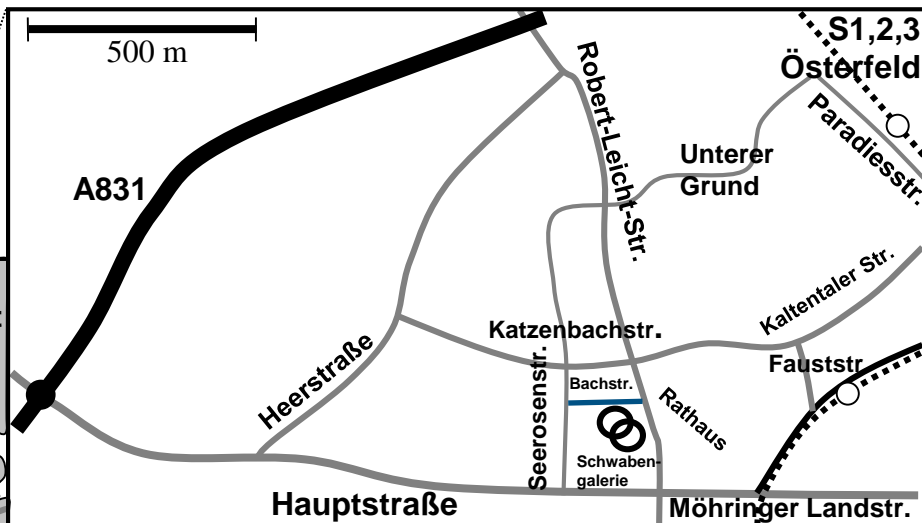 500 m
S1,2,3
Österfeld
Robert-Leicht-Str.
Paradiesstr.
A831
Unterer
Grund
Kaltentaler Str.
Katzenbachstr.
Heerstraße
Seerosenstr.
Bachstr.
Rathaus
Fauststr.
Schwaben-
galerie
Hauptstraße
Möhringer Landstr.